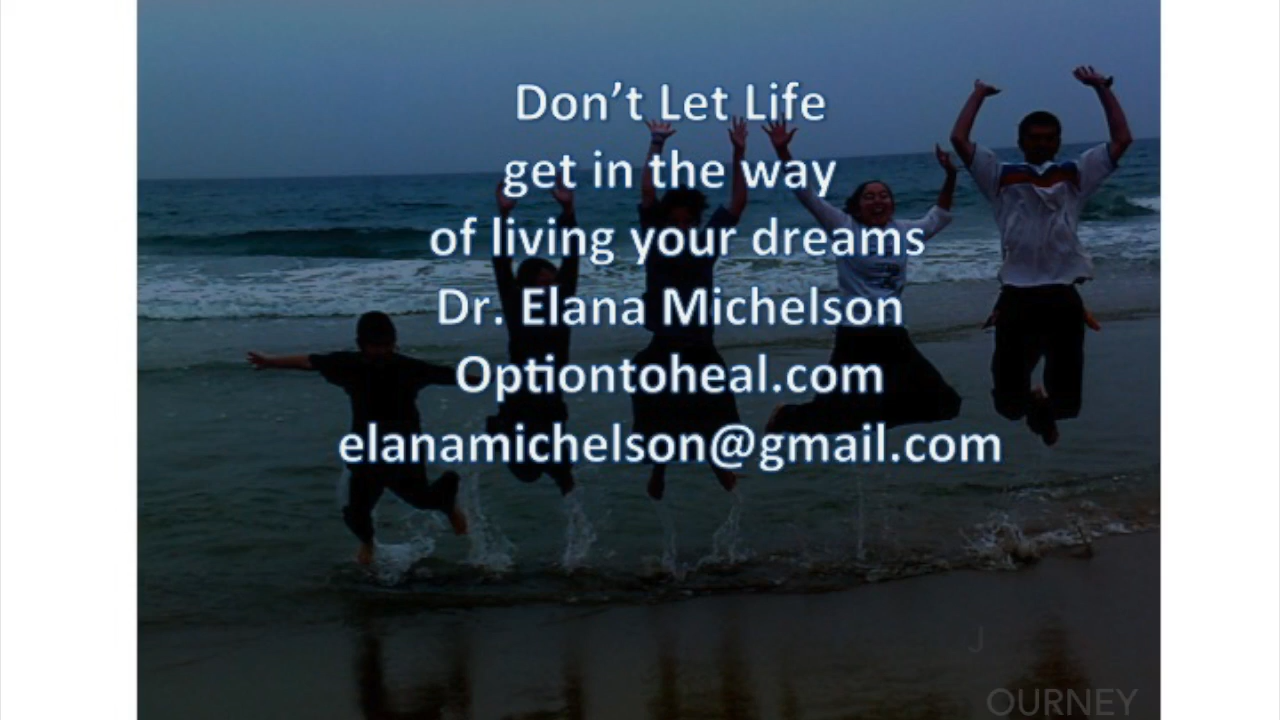 Don't Let Life
get in the way
of living your dreams
Dr. Elana Michelson
Optiontoheal.com
elanamichelson@gmail.com
J
OURNEY